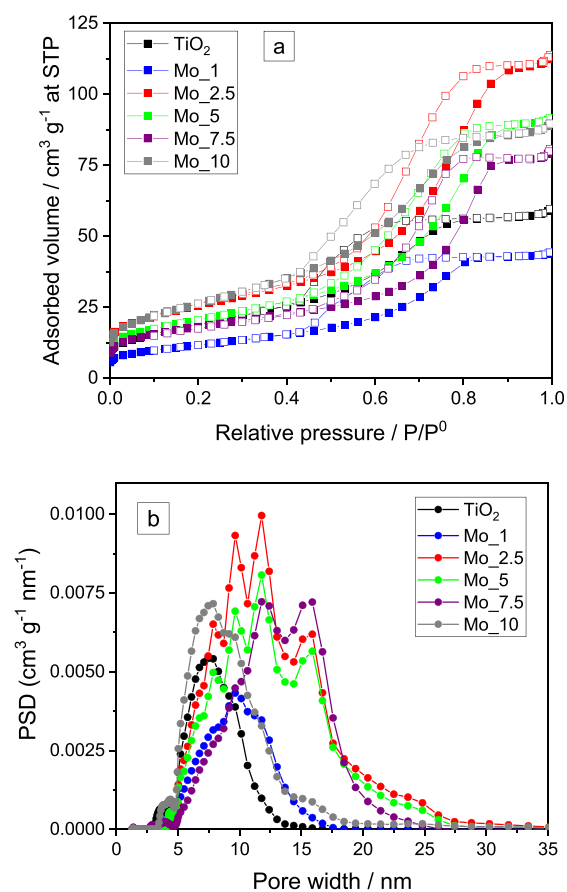 a
TiO₂
Mo_1
Mo_2.5
Mo_5
Mo_7.5
Mo_10
125
100
75
50
25
0
Adsorbed volume / cm³ g⁻¹ at STP
0.0 0.2 0.4 0.6 0.8 1.0
Relative pressure / P/P⁰
b
TiO₂
Mo_1
Mo_2.5
Mo_5
Mo_7.5
Mo_10
0.0100
0.0075
0.0050
0.0025
0.0000
PSD (cm³ g⁻¹ nm⁻¹)
0 5 10 15 20 25 30 35
Pore width / nm